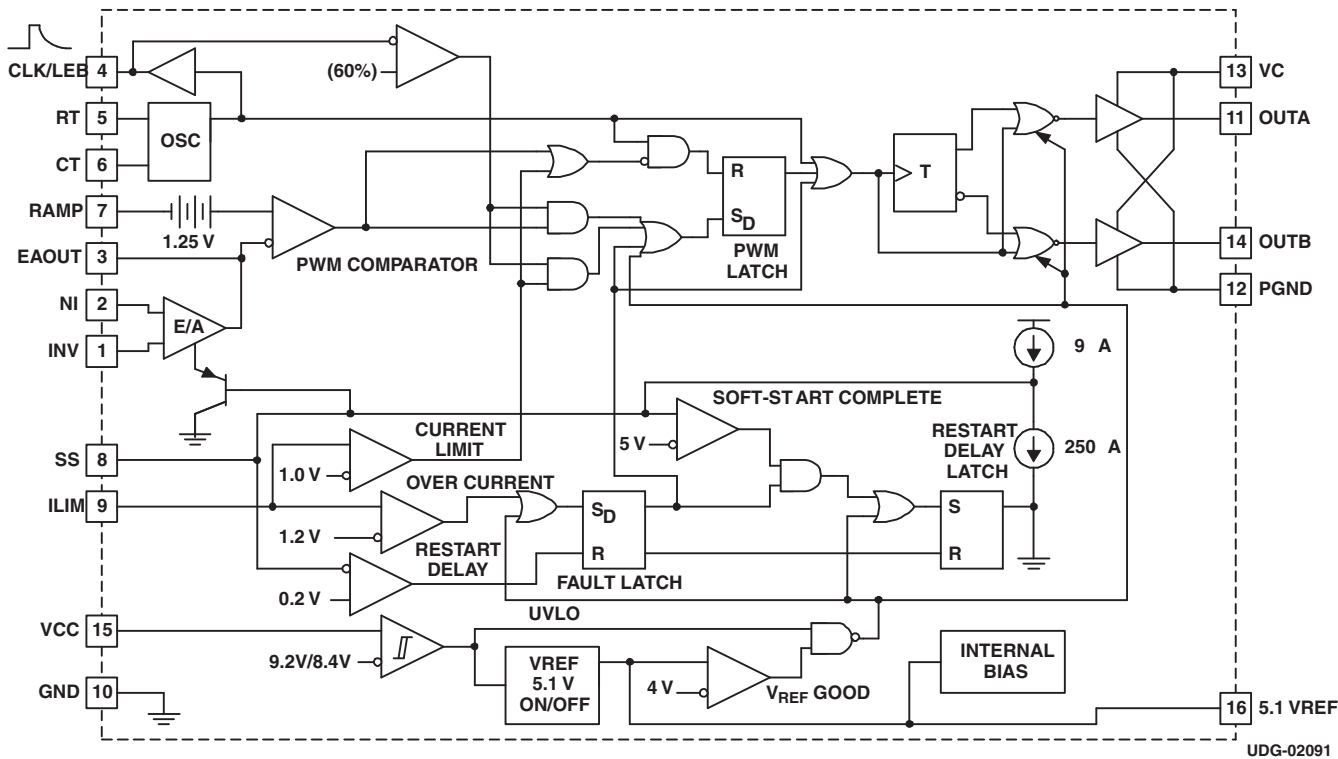 CLK/LEB 4
(60%)
13 VC
RT 5
OSC
11 OUTA
CT 6
T
R
RAMP 7
1.25 V
SD
EAOUT 3
PWM COMPARATOR
PWM
LATCH
14 OUTB
NI 2
12 PGND
E/A
INV 1
9 A
SOFT-START COMPLETE
CURRENT
LIMIT
5 V
RESTART
DELAY
LATCH
250 A
SS 8
1.0 V
OVER CURRENT
ILIM 9
SD
S
1.2 V
RESTART
DELAY
R
R
FAULT LATCH
0.2 V
UVLO
VCC 15
9.2V/8.4V
VREF
5.1 V
ON/OFF
4 V
VREF GOOD
INTERNAL
BIAS
GND 10
16 5.1 VREF
UDG-02091